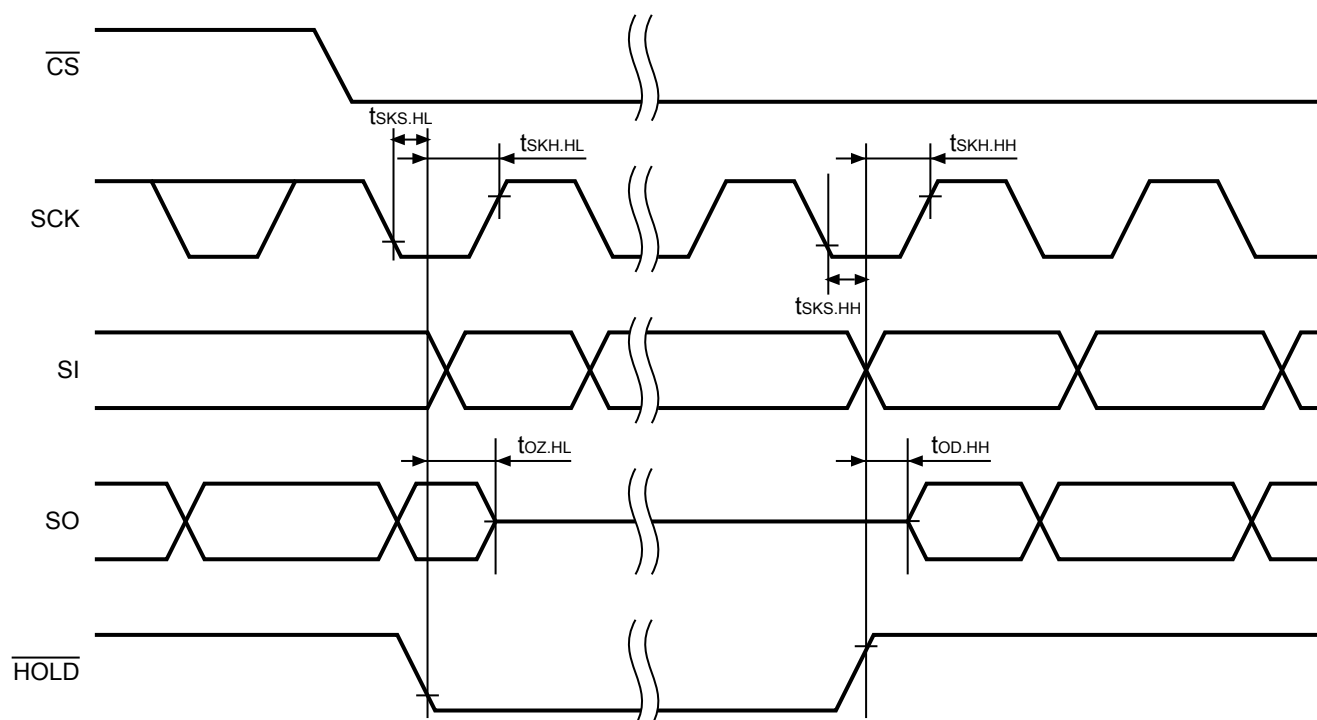 CS
tSKS.HL
tSKH.HL
tSKH.HH
SCK
tSKS.HH
SI
tOZ.HL
tOD.HH
SO
HOLD